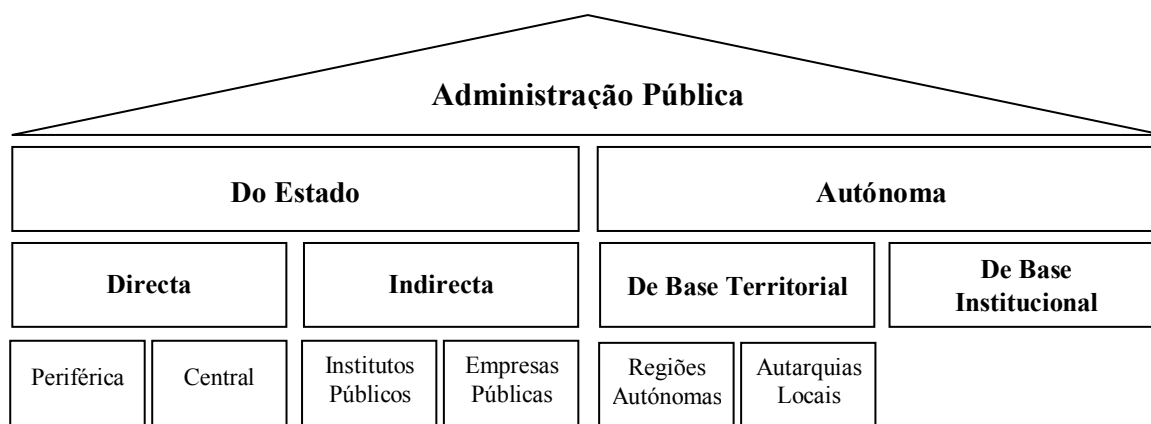 Administração Pública
Do Estado
Autónoma
Directa
Indirecta
De Base Territorial
De Base
Institucional
Periférica
Central
Institutos
Públicos
Empresas
Públicas
Regiões
Autónomas
Autarquias
Locais